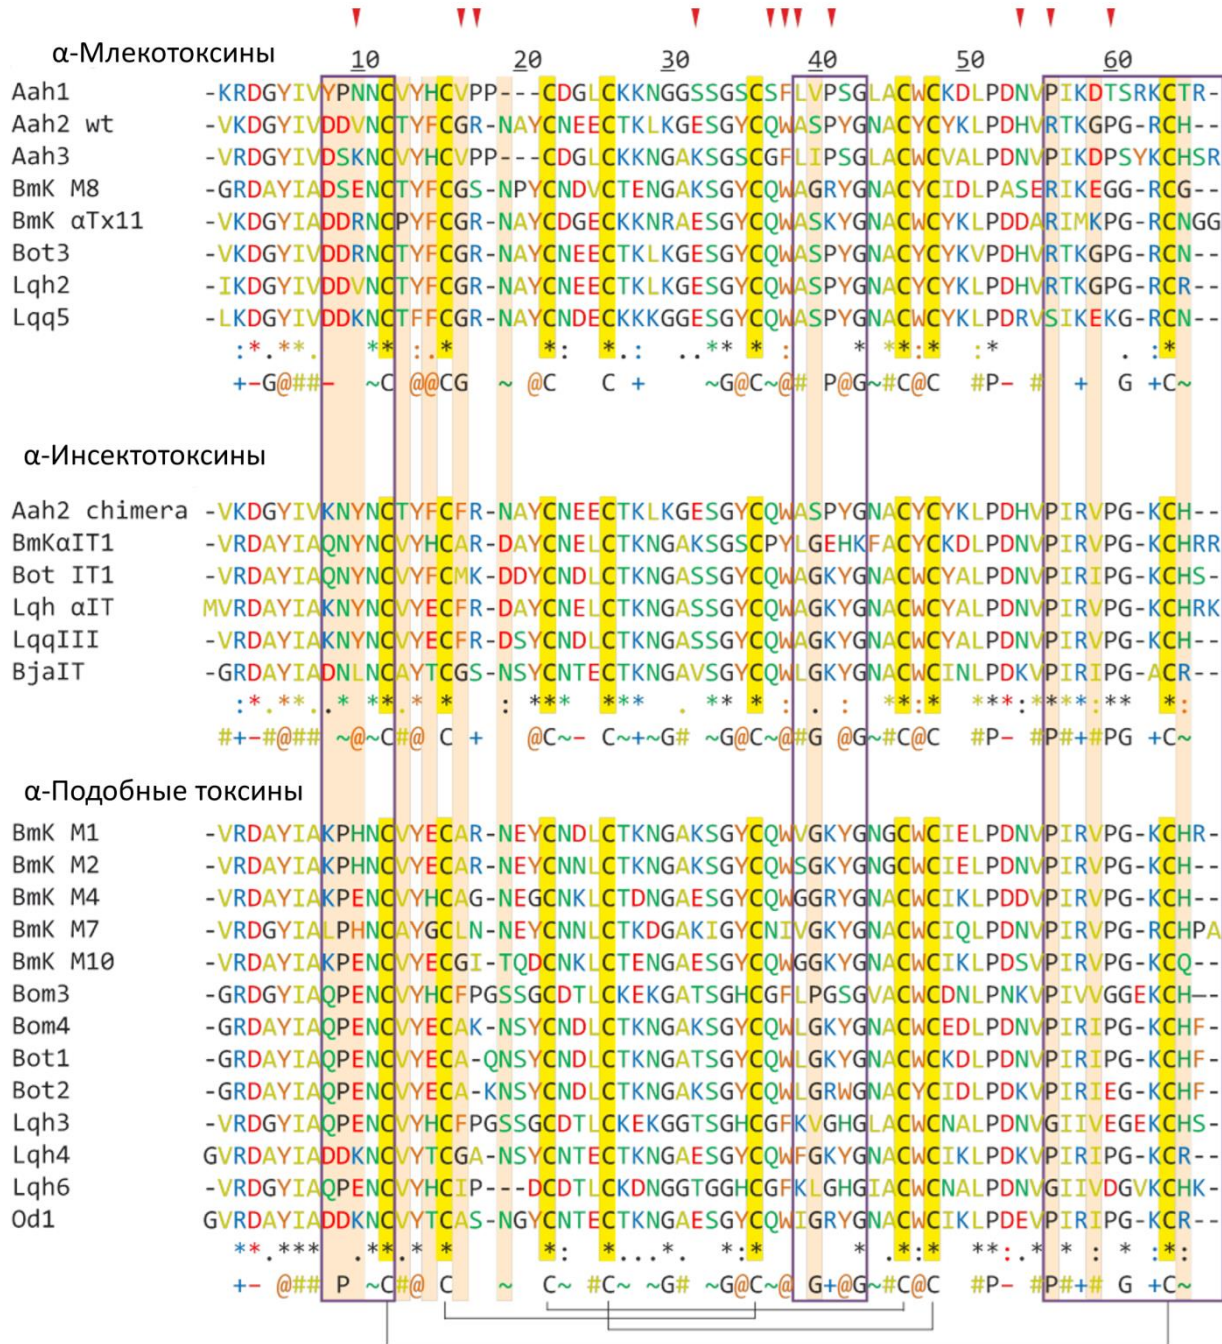 α-Млекотоксины
10 20 30 40 50 60
Aah1 -KRDGYIVYPNNCVYHCVPP---CDGLCKKNGGSSGSCSFLVPSGLACWCKDLPDNVPIKDTSRKCTR-
Aah2 wt -VKDGYIVDDVNCTYFCGR-NAYCNEECTKLKGESGYCQWASPYGNACYCYKLPDHVRTKGPG-RCH--
Aah3 -VRDGYIVDSKNCVYHCVPP---CDGLCKKNGAKSGSCGFLIPSGLACWCVALPDNVPIKDPSYKCHSR
BmK M8 -GRDAYIADSENCTYFCGS-NPYCNDVCTENGAKSGYCQWAGRYGNACYCIDLPASERIKEGG-RCG--
BmK αTx11 -VKDGYIADDRNCPYFCGR-NAYCDGECKKNRAESGYCQWASKYGNACYCYKLPDDARIMKPG-RCNGG
Bot3 -VKDGYIVDDRNCTYFCGR-NAYCNEECTKLKGESGYCQWASPYGNACYCYKVPDHVRTKGPG-RCN--
Lqh2 -IKDGYIVDDVNCTYFCGR-NAYCNEECTKLKGESGYCQWASPYGNACYCYKLPDHVRTKGPG-RCR--
Lqq5 -LKDGYIVDDKNCTFFCGR-NAYCNDECKKKGGESGYCQWASPYGNACYCYKLPDRVSIKEKG-RCN--
:*.**. ** :. * *: *.: ..** * : * .**:* :* . :*
+-G@##- ~C @@CG ~ @C C + ~G@C~@# P@G~#C@C #P- # + G +C~
α-Инсектотоксины
Aah2 chimera -VKDGYIVKNYNCTYFCFR-NAYCNEECTKLKGESGYCQWASPYGNACYCYKLPDHVPIRVPG-KCH--
BmKαIT1 -VRDAYIAQNYNCVYHCAR-DAYCNELCTKNGAKSGSCPYLGEHKFACYCKDLPDNVPIRVPG-KCHRR
Bot IT1 -VRDAYIAQNYNCVYFCMK-DDYCNDLCTKNGASSGYCQWAGKYGNACWCYALPDNVPIRIPG-KCHS-
Lqh αIT MVRDAYIAKNYNCVYECFR-DAYCNELCTKNGASSGYCQWAGKYGNACWCYALPDNVPIRVPG-KCHRK
LqqIII -VRDAYIAKNYNCVYECFR-DSYCNDLCTKNGASSGYCQWAGKYGNACWCYALPDNVPIRVPG-KCH--
BjaIT -GRDAYIADNLNCAYTCGS-NSYCNTECTKNGAVSGYCQWLGKYGNACWCINLPDKVPIRIPG-ACR--
:*.**..* **.* * : *** *** . ** * : . : **:* ***:****:** *:
#+-#@## ~@~C#@ C + @C~- C~+~G# ~G@C~@#G @G~#C@C #P- #P#+#PG +C~
α-Подобные токсины
BmK M1 -VRDAYIAKPHNCVYECAR-NEYCNDLCTKNGAKSGYCQWVGKYGNGCWCIELPDNVPIRVPG-KCHR-
BmK M2 -VRDAYIAKPHNCVYECAR-NEYCNNLCTKNGAKSGYCQWSGKYGNGCWCIELPDNVPIRVPG-KCH--
BmK M4 -VRDAYIAKPENCVYHCAG-NEGCNKLCTDNGAESGYCQWGGRYGNACWCIKLPDDVPIRVPG-KCH--
BmK M7 -VRDGYIALPHNCAYGCLN-NEYCNNLCTKDGAKIGYCNIVGKYGNACWCIQLPDNVPIRVPG-RCHPA
BmK M10 -VRDAYIAKPENCVYECGI-TQDCNKLCTENGAESGYCQWGGKYGNACWCIKLPDSVPIRVPG-KCQ--
Bom3 -GRDGYIAQPENCVYHCFPGSSGCDTLCKEKGATSGHCGFLPGSGVACWCDNLPNKVPIVVGGEKCH--
Bom4 -GRDAYIAQPENCVYECAK-NSYCNDLCTKNGAKSGYCQWLGKYGNACWCEDLPDNVPIRIPG-KCHF-
Bot1 -GRDAYIAQPENCVYECA-QNSYCNDLCTKNGATSGYCQWLGKYGNACWCKDLPDNVPIRIPG-KCHF-
Bot2 -GRDAYIAQPENCVYECA-KNSYCNDLCTKNGAKSGYCQWLGRWGNACYCIDLPDKVPIRIEG-KCHF-
Lqh3 -VRDGYIAQPENCVYHCFPGSSGCDTLCKEKGGTSGHCGFKVGHGLACWCNALPDNVGIIVEGEKCHS-
Lqh4 GVRDAYIADDKNCVYTCGA-NSYCNTECTKNGAESGYCQWFGKYGNACWCIKLPDKVPIRIPG-KCR--
Lqh6 -VRDGYIAQPENCVYHCIP---DCDTLCKDNGGTGGHCGFKLGHGIACWCNALPDNVGIIVDGVKCHK-
Od1 GVRDAYIADDKNCVYTCAS-NGYCNTECTKNGAESGYCQWIGRYGNACWCIKLPDEVPIRIPG-KCR--
**.*** .**.* * *: *...*. *:* * .*:* **:.* * : * :*:
+- @## P ~C#@ C ~ C~ #C~ ~G# ~G@C~@ G+@G~#C@C #P- #P#+# G +C~